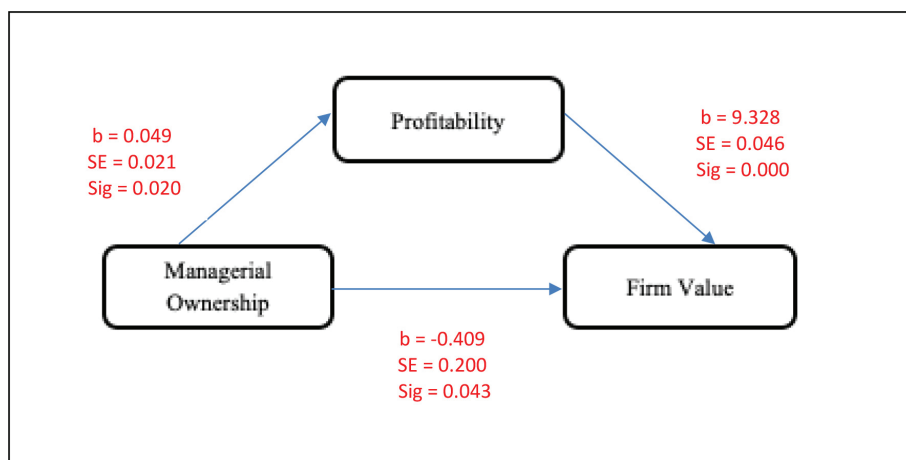 Profitability
b = 0.049
SE = 0.021
Sig = 0.020
b = 9.328
SE = 0.046
Sig = 0.000
Managerial
Ownership
Firm Value
b = -0.409
SE = 0.200
Sig = 0.043